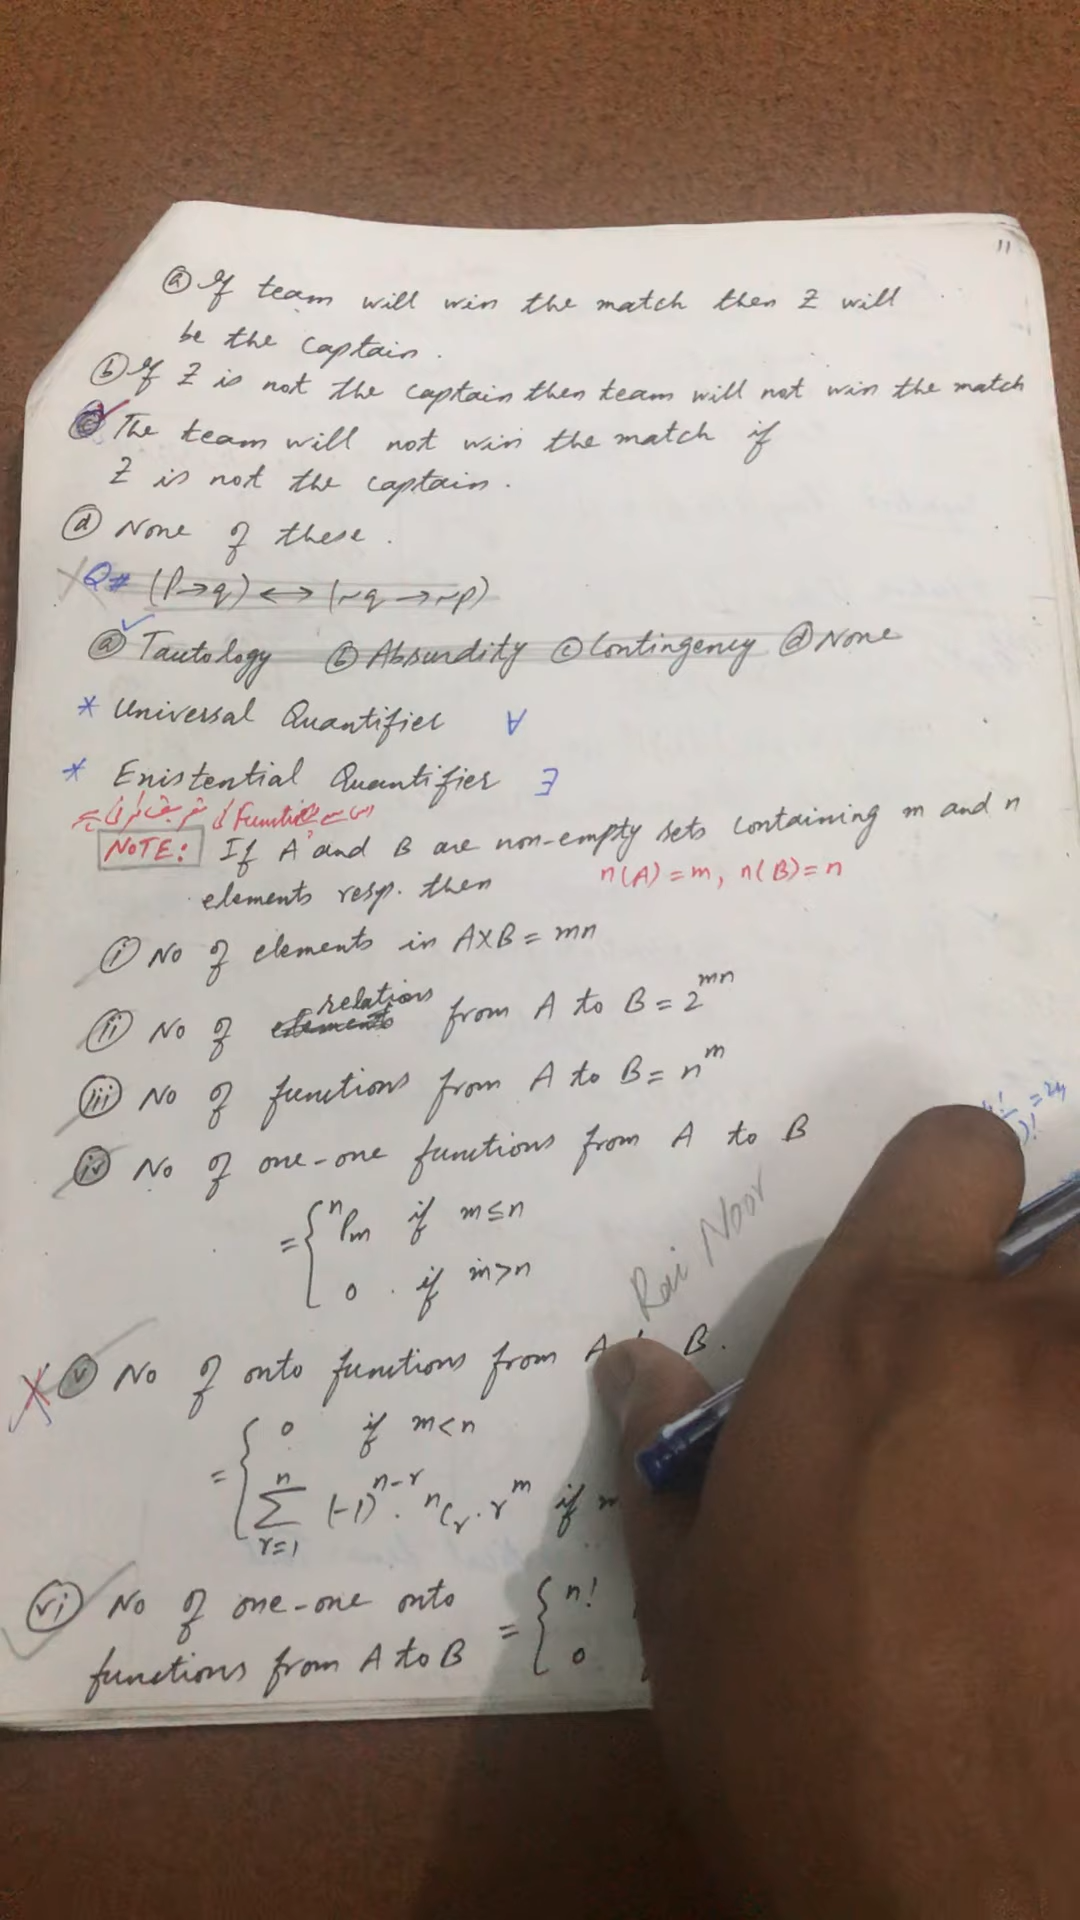 11
ⓐ If team will win the match then Z will
be the captain.
ⓑ If Z is not the captain then team will not win the match
ⓒ The team will not win the match if
Z is not the captain.
ⓓ None of these.
Q# (P→q) ↔ (~q → ~p)
ⓐ Tautology ⓑ Absurdity ⓒ Contingency ⓓ None
* Universal Quantifier ∀
* Existential Quantifier ∃
Function
NOTE: If A and B are non-empty sets containing m and n
elements resp. then n(A) = m, n(B) = n
(i) No of elements in A×B = mn
(ii) No of relations from A to B = 2^mn
(iii) No of functions from A to B = n^m
(iv) No of one-one functions from A to B
= { ⁿPm if m≤n
0 if m>n
Rai Noor
(v) No of onto functions from A B.
= { 0 if m<n
n
∑ (-1)^n-r . ⁿCr . r^m if
r=1
(vi) No of one-one onto = { n!
functions from A to B 0